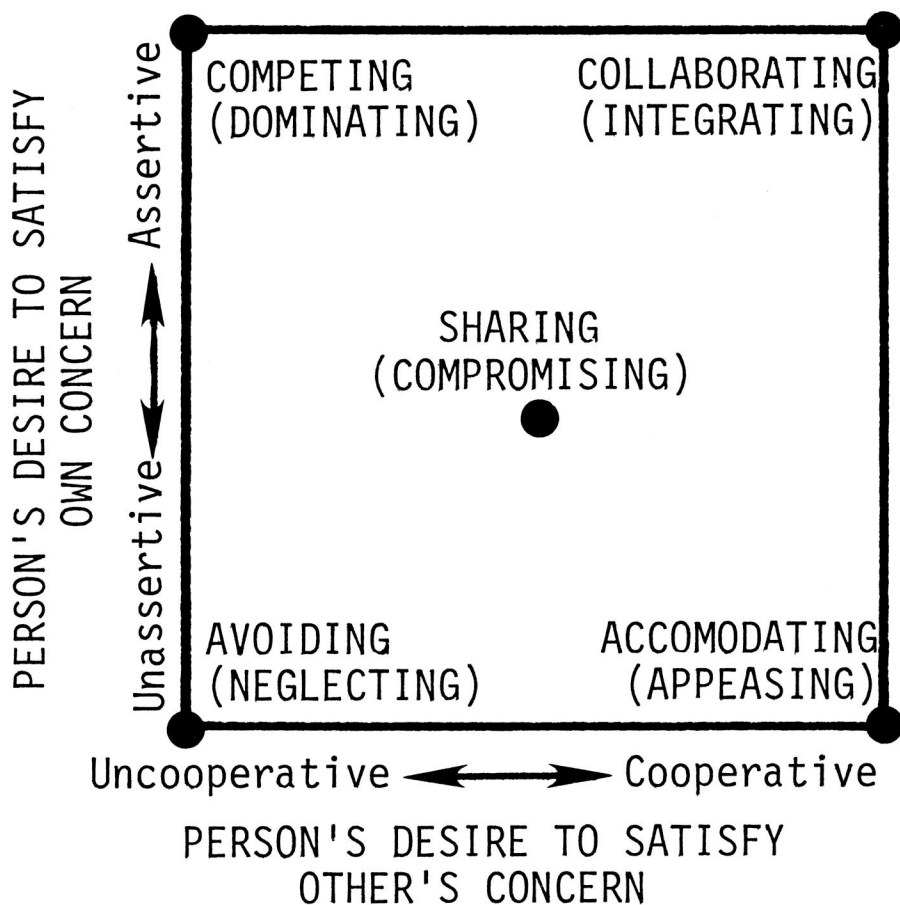 PERSON'S DESIRE TO SATISFY
OWN CONCERN
Assertive
Unassertive
COMPETING
(DOMINATING)
COLLABORATING
(INTEGRATING)
SHARING
(COMPROMISING)
AVOIDING
(NEGLECTING)
ACCOMODATING
(APPEASING)
Uncooperative
Cooperative
PERSON'S DESIRE TO SATISFY
OTHER'S CONCERN